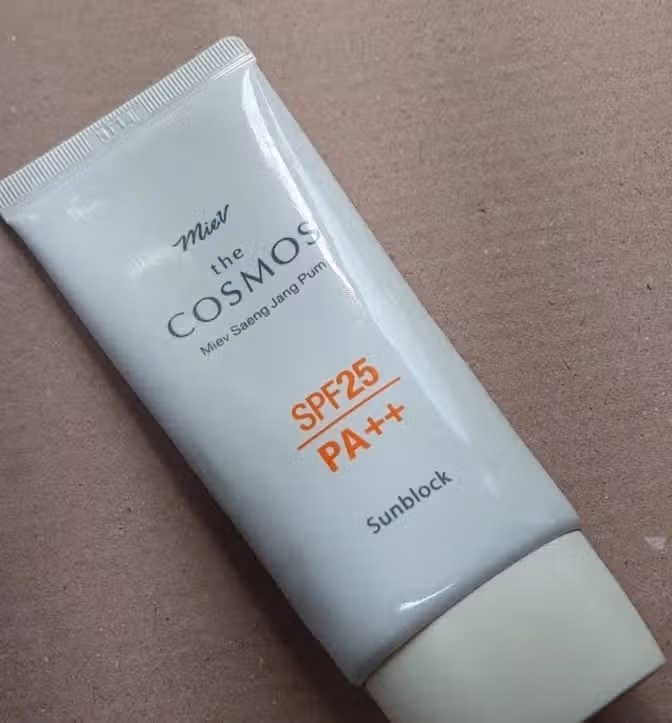 Miev
the
COSMOS
Miev Saeng Jang Pum
SPF25
PA++
Sunblock